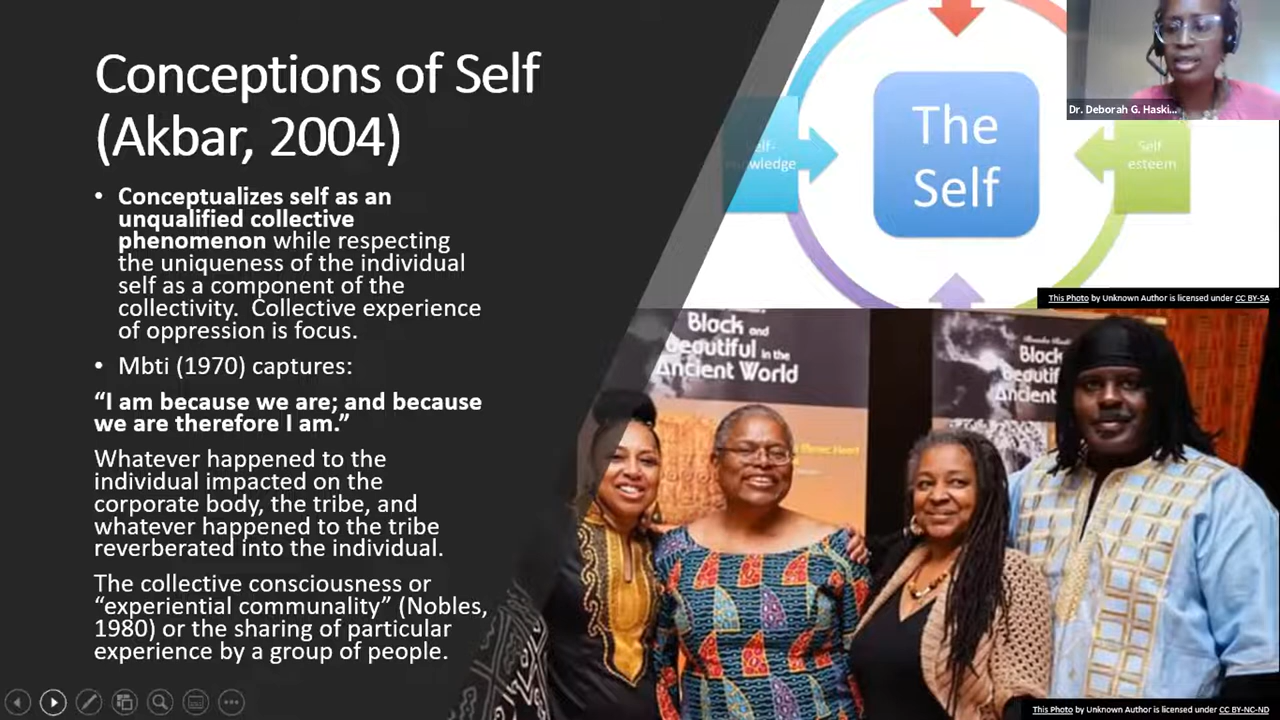 Conceptions of Self
(Akbar, 2004)
• Conceptualizes self as an
unqualified collective
phenomenon while respecting
the uniqueness of the individual
self as a component of the
collectivity.  Collective experience
of oppression is focus.
• Mbti (1970) captures:
“I am because we are; and because
we are therefore I am.”
Whatever happened to the
individual impacted on the
corporate body, the tribe, and
whatever happened to the tribe
reverberated into the individual.
The collective consciousness or
“experiential communality” (Nobles,
1980) or the sharing of particular
experience by a group of people.
The
Self
Self
esteem
Dr. Deborah G. Haski...
This Photo by Unknown Author is licensed under CC BY-SA
Black and
Beautiful in the
Ancient World
Black
Ancient
This Photo by Unknown Author is licensed under CC BY-NC-ND